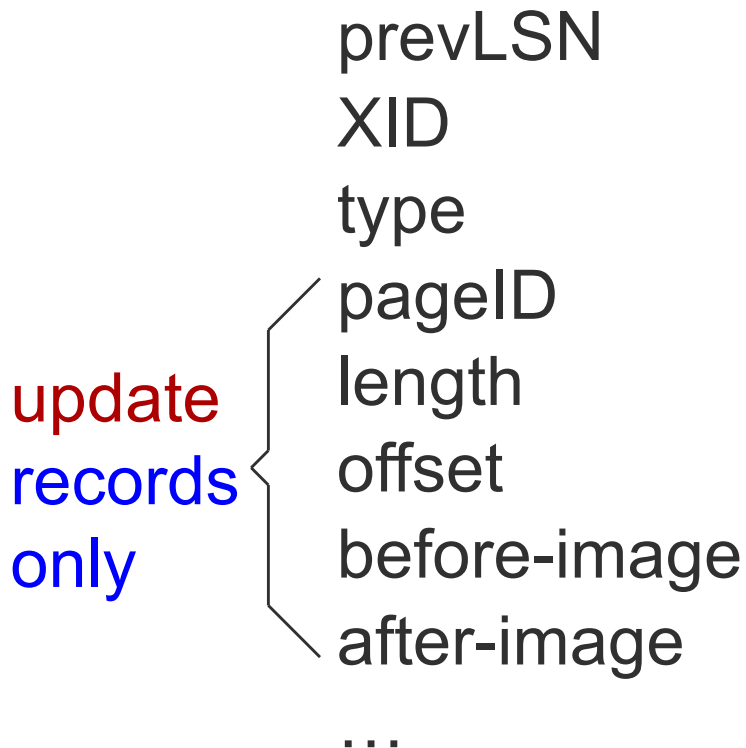 prevLSN
XID
type
pageID
length
offset
before-image
after-image
…
update
records
only